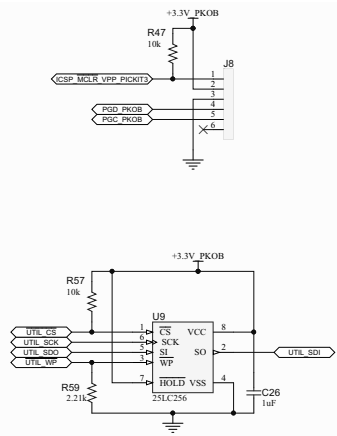 +3.3V_PKOB
R47
10k
J8
ICSP_MCLR_VPP_PICKIT3
1
2
3
PGD_PKOB
4
PGC_PKOB
5
6
+3.3V_PKOB
R57
10k
U9
UTIL_CS
1
CS
VCC
8
UTIL_SCK
6
SCK
UTIL_SDO
5
SI
SO
2
UTIL_SDI
UTIL_WP
3
WP
R59
2.21k
7
HOLD
VSS
4
25LC256
C26
1uF